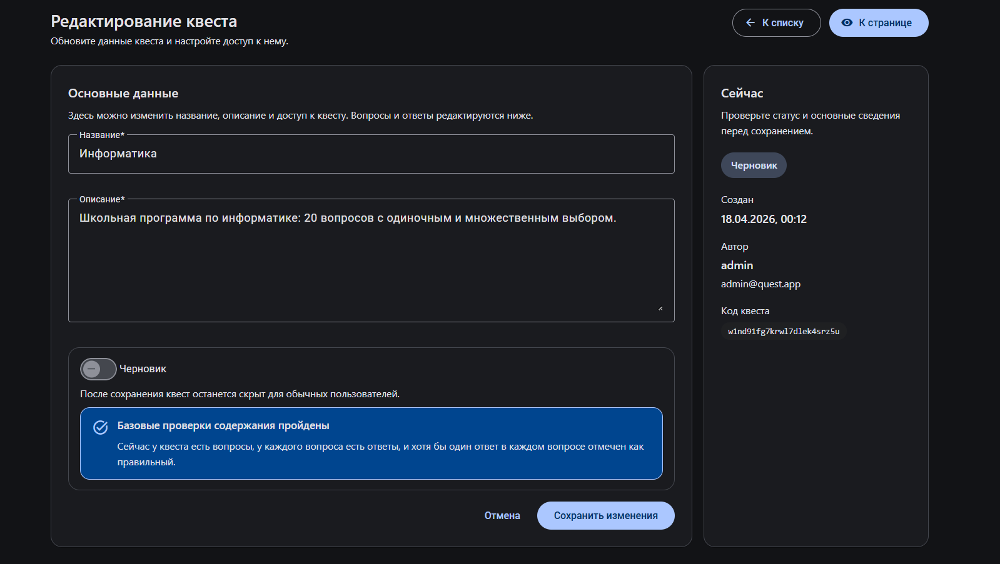 Редактирование квеста
Обновите данные квеста и настройте доступ к нему.
К списку
К странице
Основные данные
Здесь можно изменить название, описание и доступ к квесту. Вопросы и ответы редактируются ниже.
Название*
Информатика
Описание*
Школьная программа по информатике: 20 вопросов с одиночным и множественным выбором.
Черновик
После сохранения квест останется скрыт для обычных пользователей.
Базовые проверки содержания пройдены
Сейчас у квеста есть вопросы, у каждого вопроса есть ответы, и хотя бы один ответ в каждом вопросе отмечен как
правильный.
Отмена
Сохранить изменения
Сейчас
Проверьте статус и основные сведения
перед сохранением.
Черновик
Создан
18.04.2026, 00:12
Автор
admin
admin@quest.app
Код квеста
w1nd91fg7krwl7dlek4srz5u